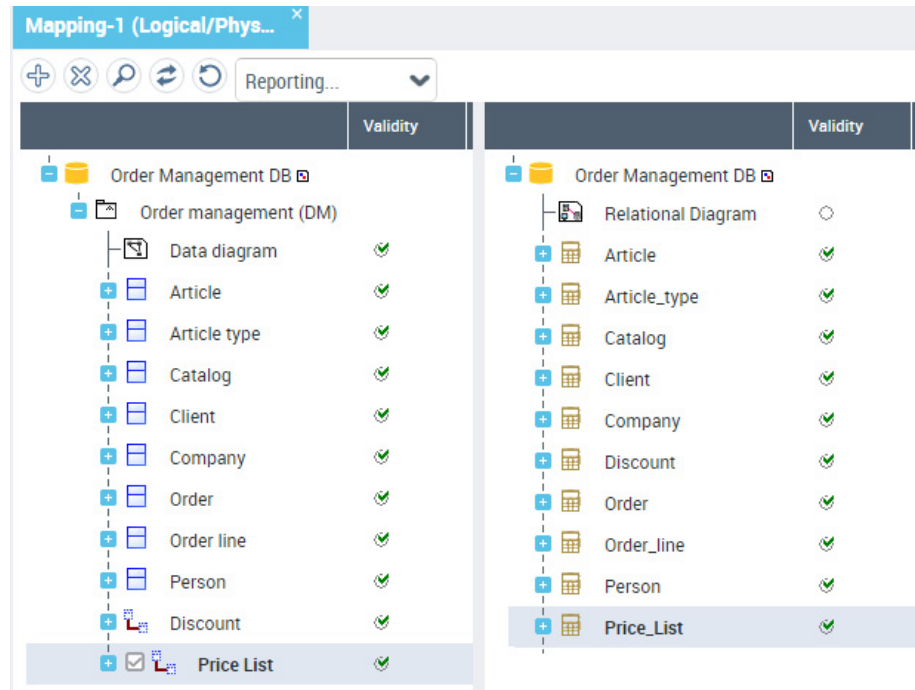 Mapping-1 (Logical/Phys...
Reporting...
Validity
Order Management DB
Order management (DM)
Data diagram
Article
Article type
Catalog
Client
Company
Order
Order line
Person
Discount
Price List
Validity
Order Management DB
Relational Diagram
Article
Article_type
Catalog
Client
Company
Discount
Order
Order_line
Person
Price_List